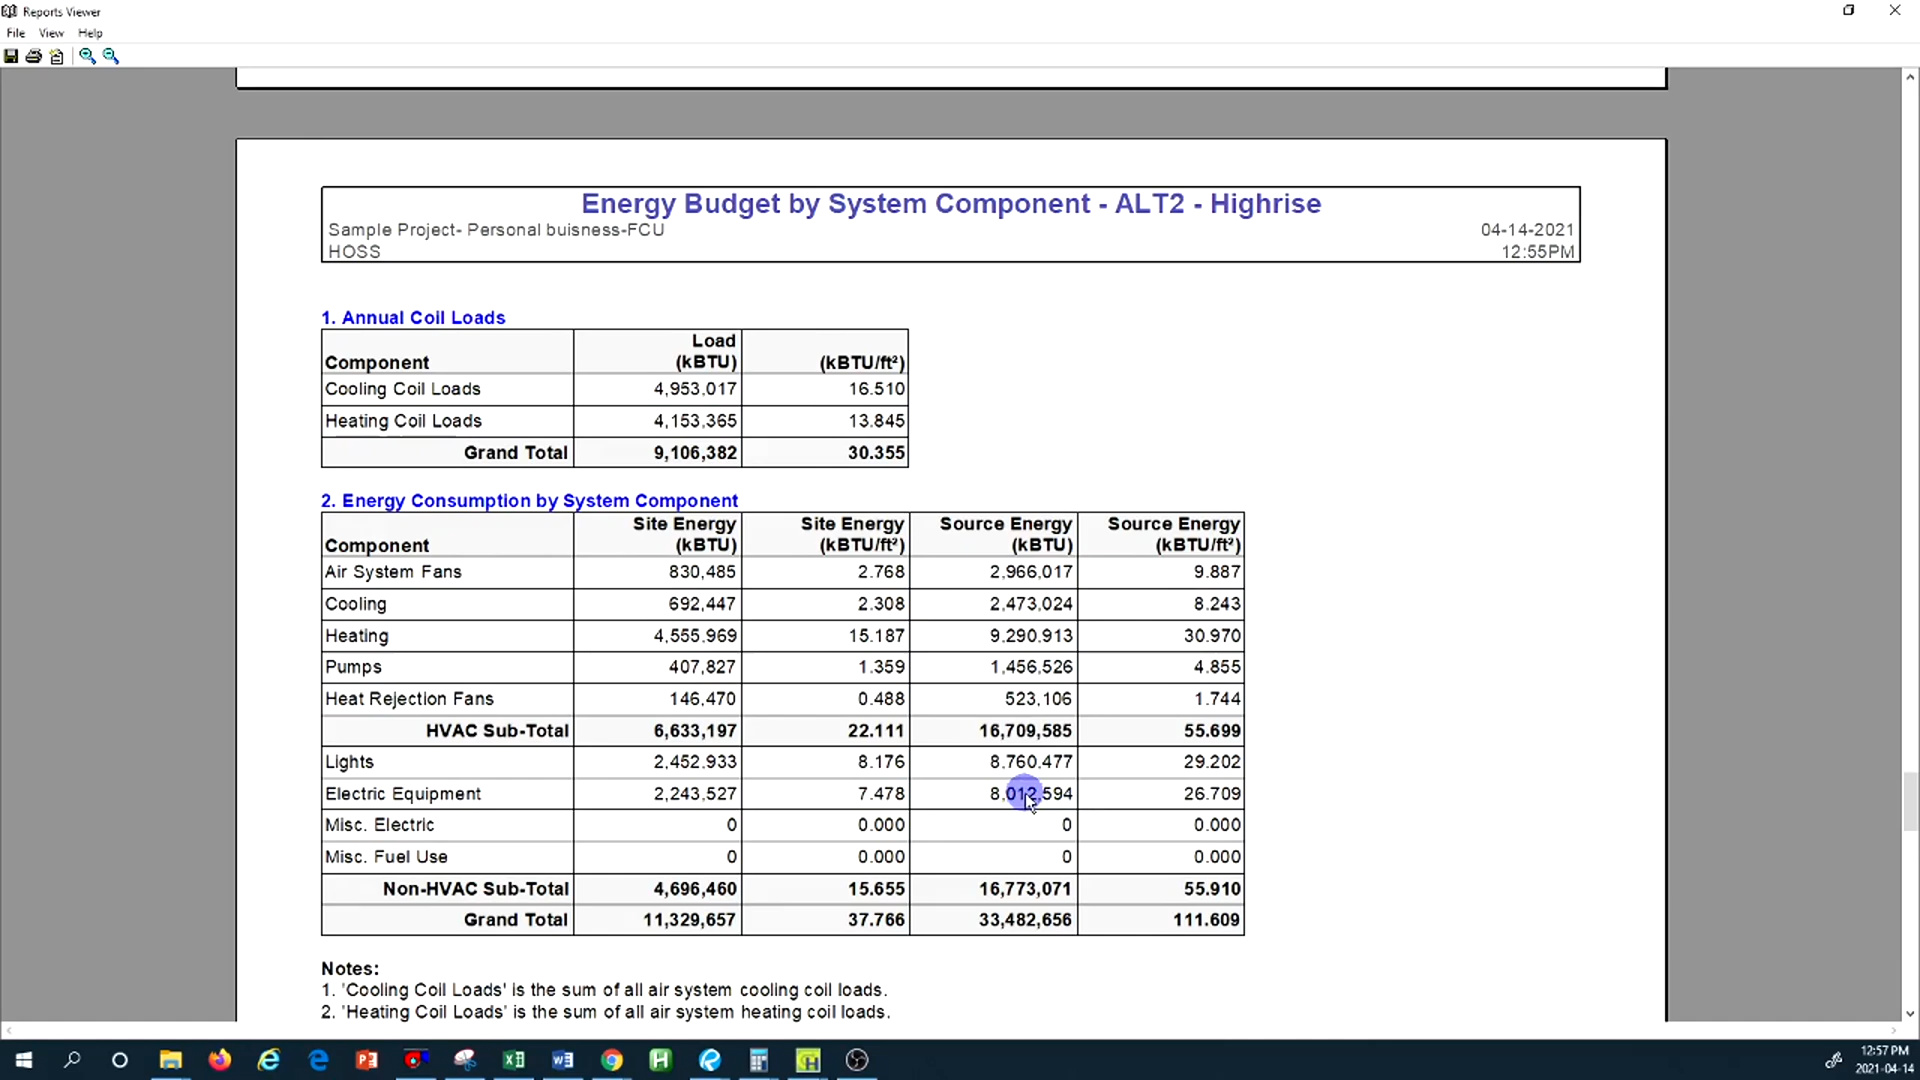 Reports Viewer
File View Help
Energy Budget by System Component - ALT2 - Highrise
Sample Project- Personal buisness-FCU 04-14-2021
HOSS 12:55PM
1. Annual Coil Loads
Component Load (kBTU) (kBTU/ft²)
Cooling Coil Loads 4,953,017 16.510
Heating Coil Loads 4,153,365 13.845
Grand Total 9,106,382 30.355
2. Energy Consumption by System Component
Component Site Energy (kBTU) Site Energy (kBTU/ft²) Source Energy (kBTU) Source Energy (kBTU/ft²)
Air System Fans 830,485 2.768 2,966,017 9.887
Cooling 692,447 2.308 2,473,024 8.243
Heating 4,555,969 15.187 9,290,913 30.970
Pumps 407,827 1.359 1,456,526 4.855
Heat Rejection Fans 146,470 0.488 523,106 1.744
HVAC Sub-Total 6,633,197 22.111 16,709,585 55.699
Lights 2,452,933 8.176 8,760,477 29.202
Electric Equipment 2,243,527 7.478 8,012,594 26.709
Misc. Electric 0 0.000 0 0.000
Misc. Fuel Use 0 0.000 0 0.000
Non-HVAC Sub-Total 4,696,460 15.655 16,773,071 55.910
Grand Total 11,329,657 37.766 33,482,656 111.609
Notes:
1. 'Cooling Coil Loads' is the sum of all air system cooling coil loads.
2. 'Heating Coil Loads' is the sum of all air system heating coil loads.
12:57 PM
2021-04-14